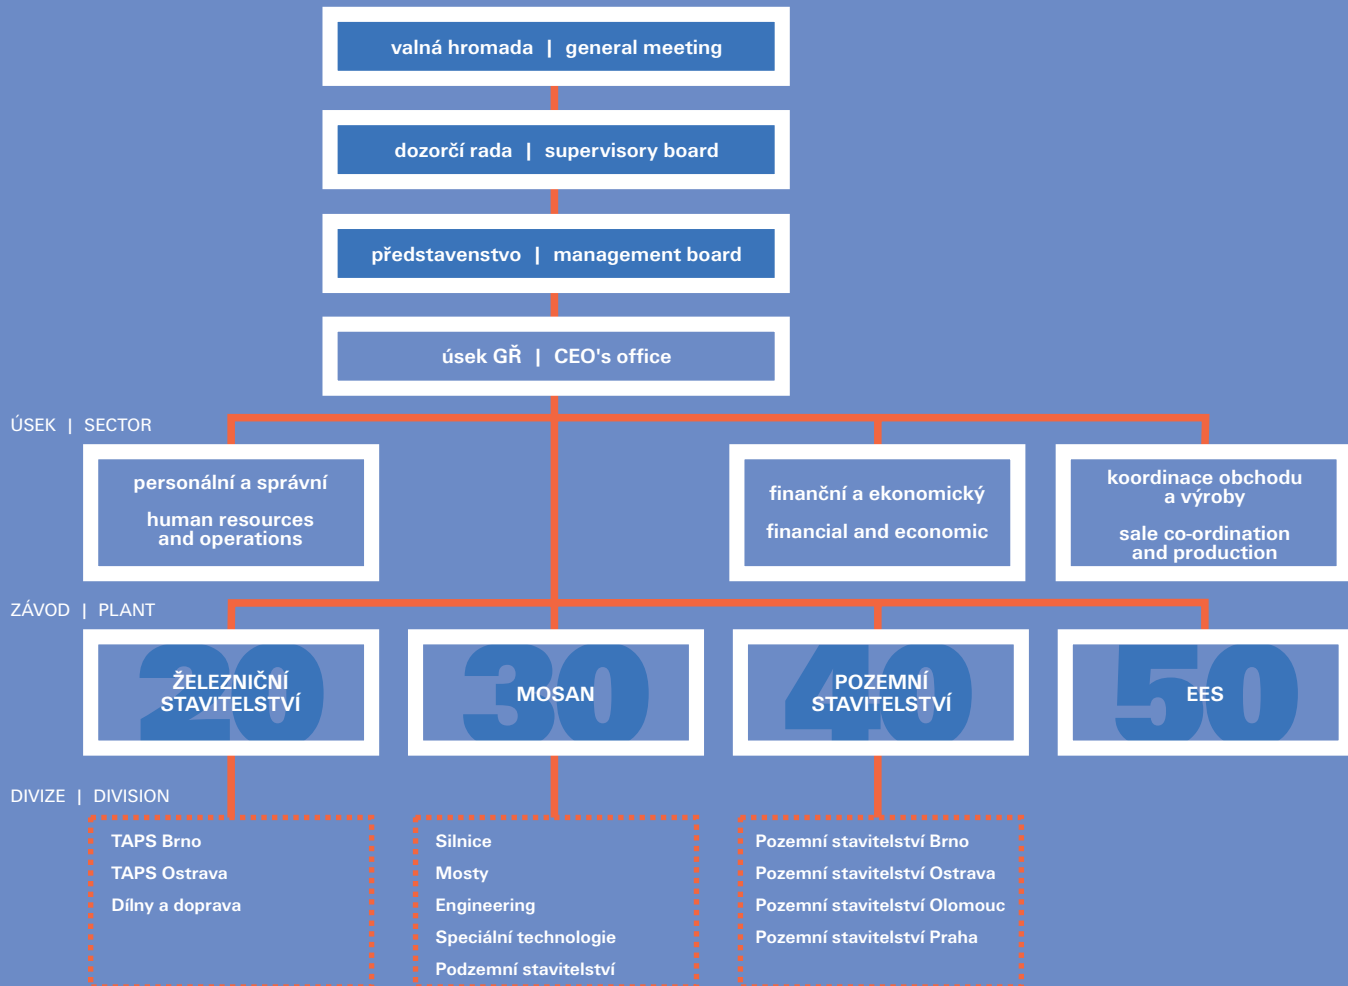 valná hromada | general meeting
dozorčí rada | supervisory board
představenstvo | management board
úsek GŘ | CEO's office
ÚSEK | SECTOR
personální a správní
human resources
and operations
finanční a ekonomický
financial and economic
koordinace obchodu
a výroby
sale co-ordination
and production
ZÁVOD | PLANT
20
ŽELEZNIČNÍ
STAVITELSTVÍ
30
MOSAN
40
POZEMNÍ
STAVITELSTVÍ
50
EES
DIVIZE | DIVISION
TAPS Brno
TAPS Ostrava
Dílny a doprava
Silnice
Mosty
Engineering
Speciální technologie
Podzemní stavitelství
Pozemní stavitelství Brno
Pozemní stavitelství Ostrava
Pozemní stavitelství Olomouc
Pozemní stavitelství Praha